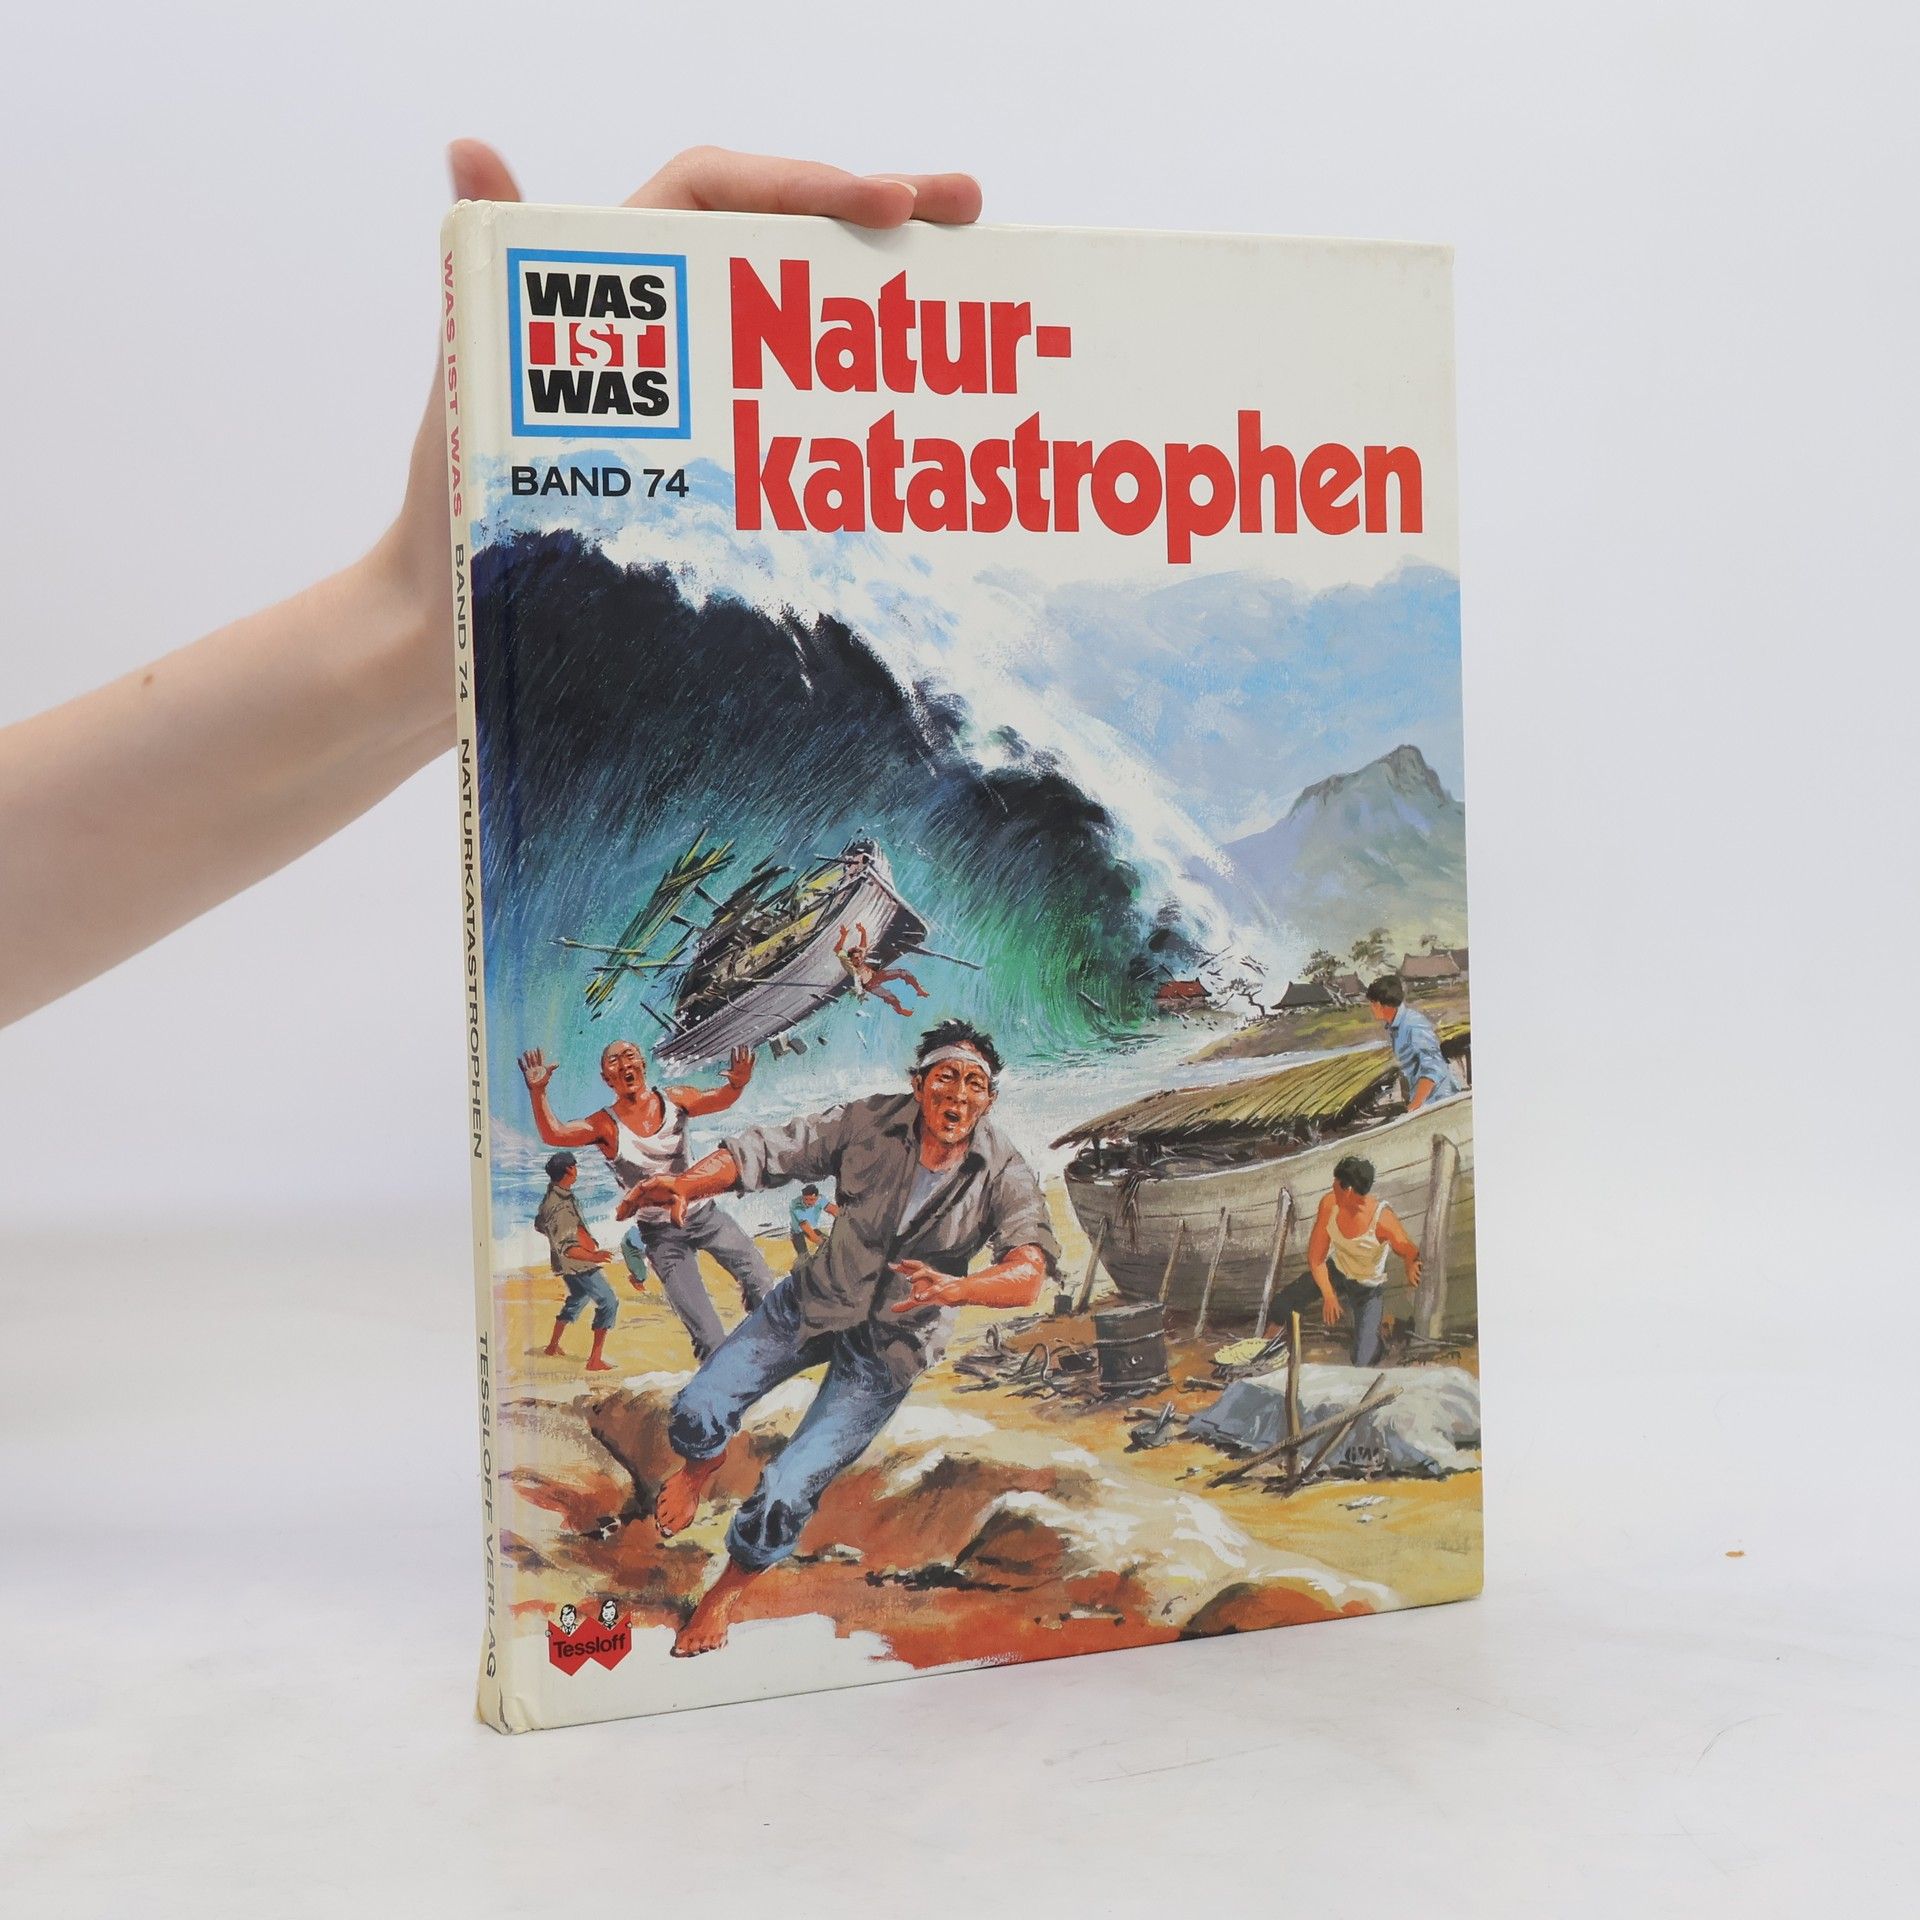 WAS
IST
WAS
BAND 74
Natur-
katastrophen
WAS IST WAS BAND 74 NATURKATASTROPHEN TESSLOFF VERLAG
Tessloff